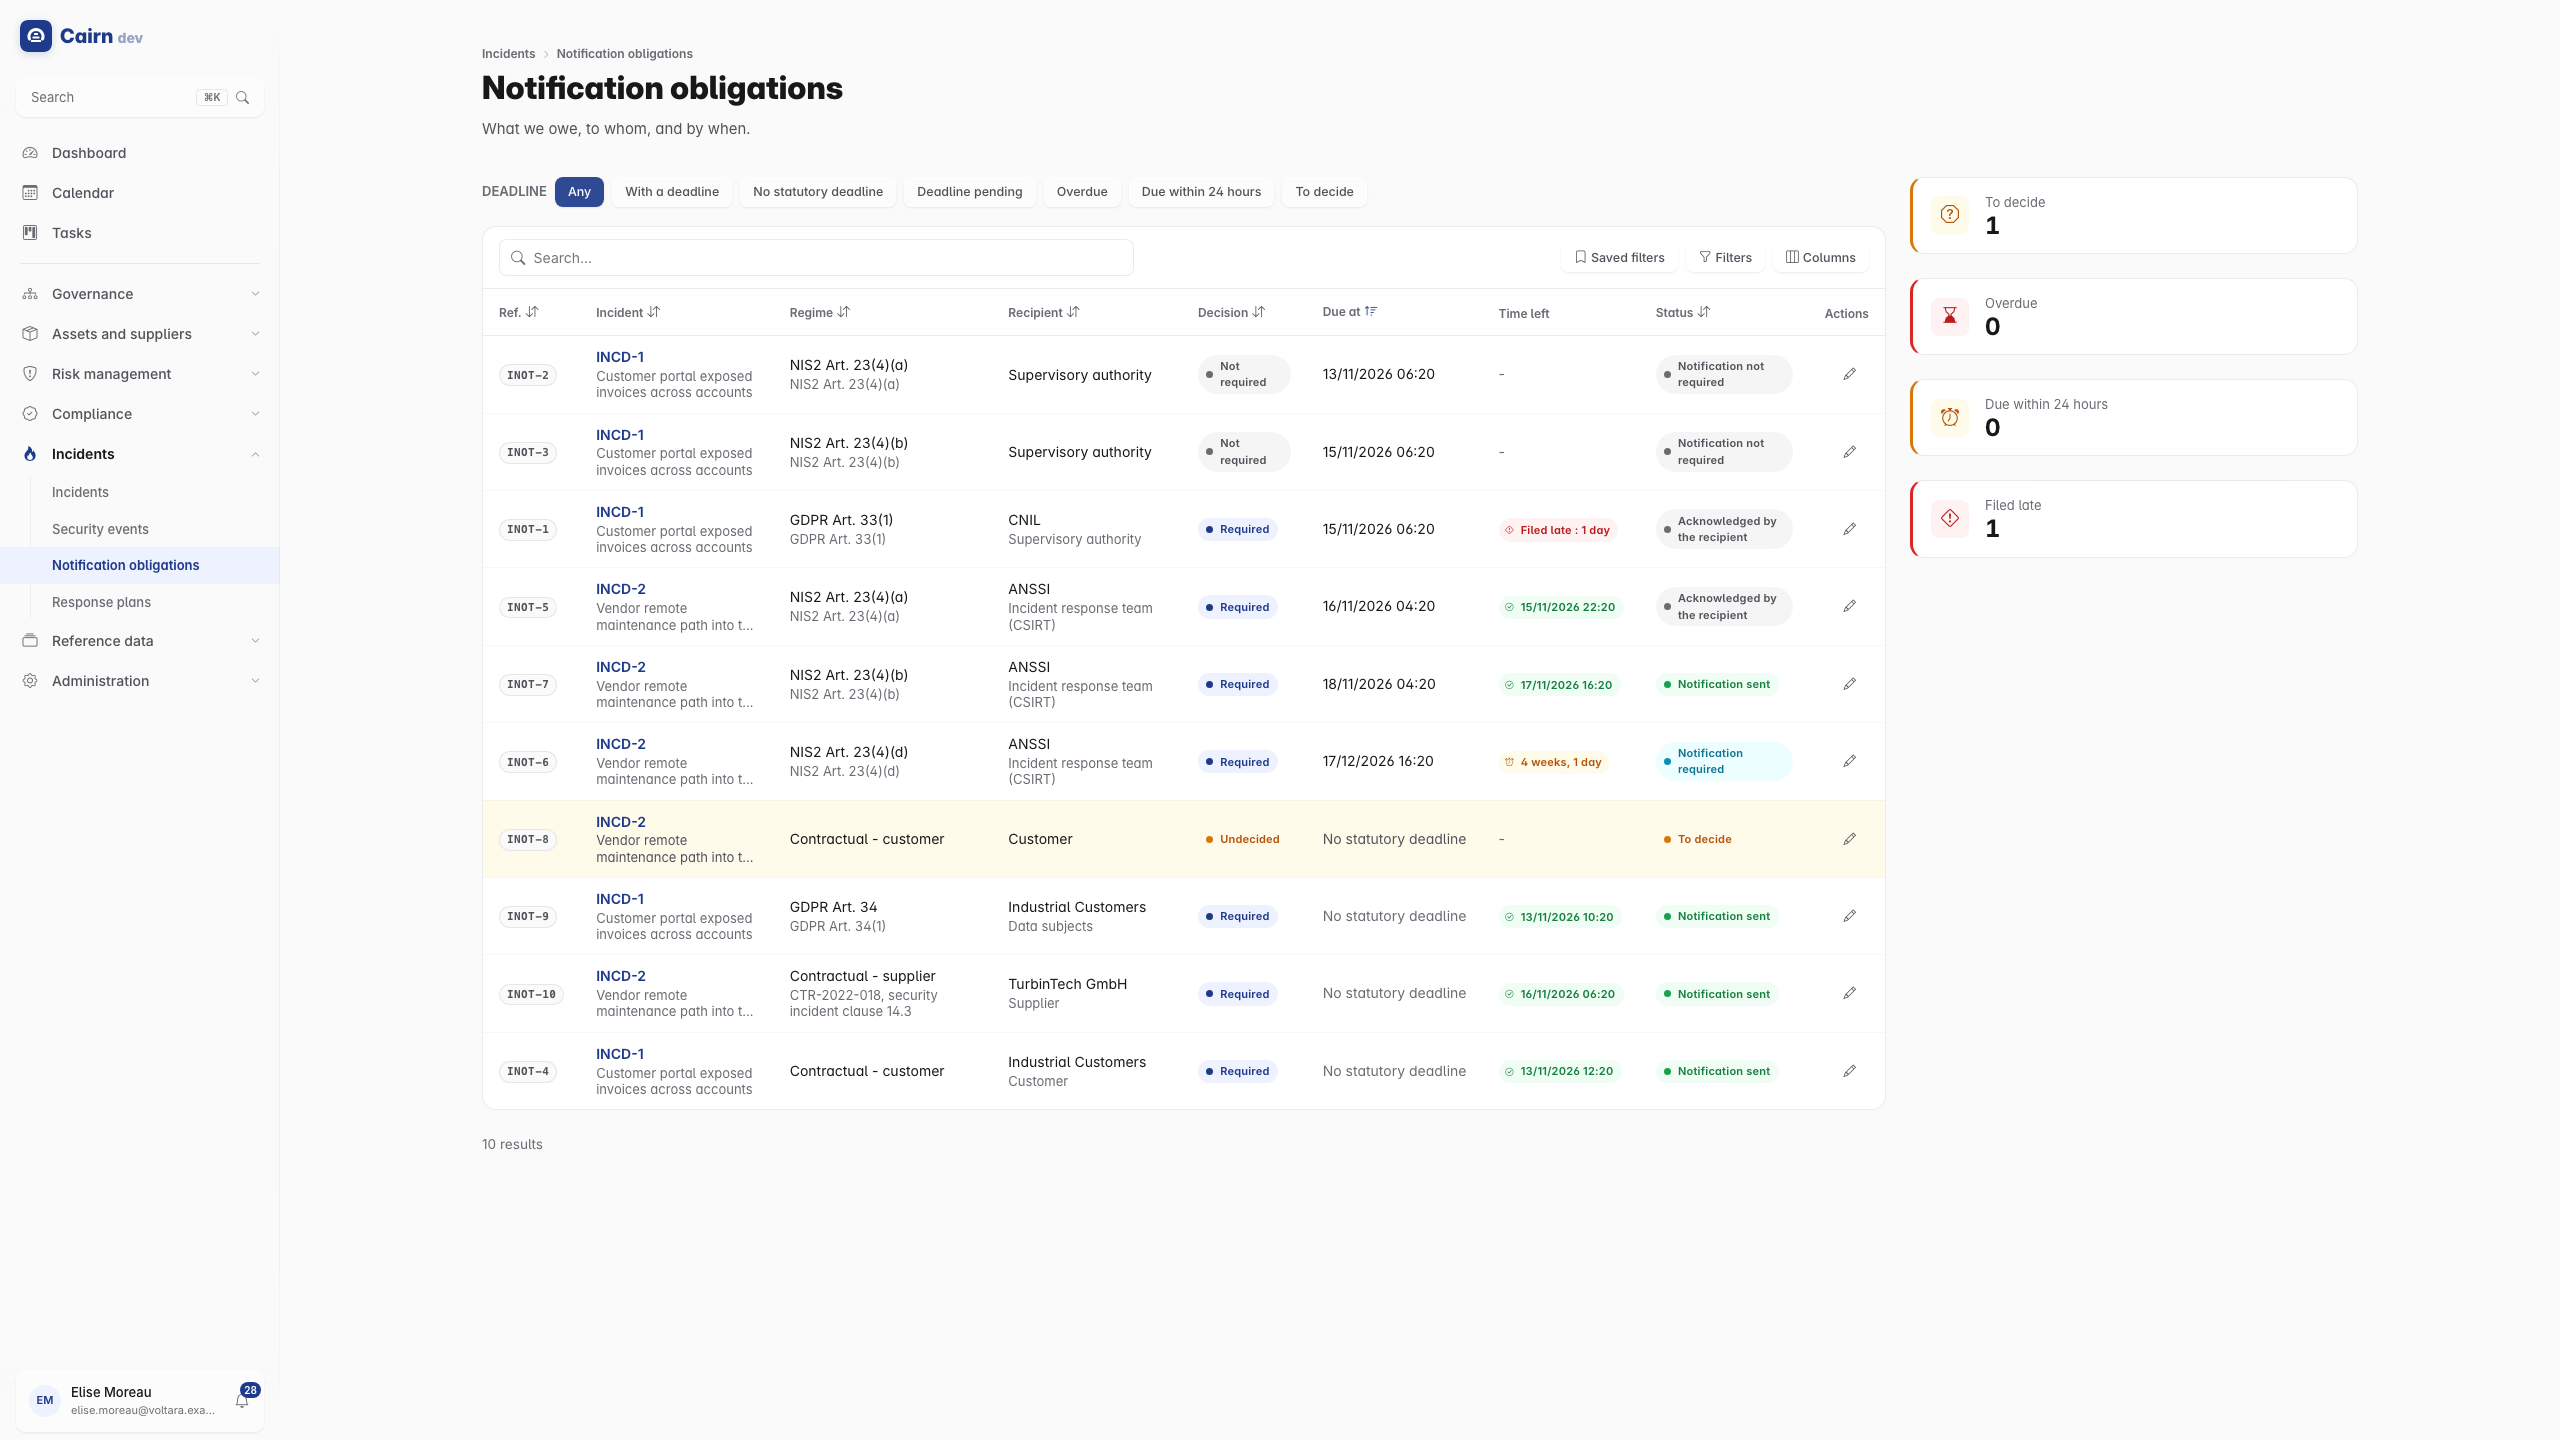 Cairn dev
Search ⌘K
Dashboard
Calendar
Tasks
Governance
Assets and suppliers
Risk management
Compliance
Incidents
Incidents
Security events
Notification obligations
Response plans
Reference data
Administration
EM
Elise Moreau
elise.moreau@voltara.exa...
28
Incidents > Notification obligations
Notification obligations
What we owe, to whom, and by when.
DEADLINE Any With a deadline No statutory deadline Deadline pending Overdue Due within 24 hours To decide
Search... Saved filters Filters Columns
Ref. Incident Regime Recipient Decision Due at Time left Status Actions
INOT-2
INCD-1
Customer portal exposed
invoices across accounts
NIS2 Art. 23(4)(a)
NIS2 Art. 23(4)(a)
Supervisory authority
Not
required
13/11/2026 06:20
-
Notification not
required
INOT-3
INCD-1
Customer portal exposed
invoices across accounts
NIS2 Art. 23(4)(b)
NIS2 Art. 23(4)(b)
Supervisory authority
Not
required
15/11/2026 06:20
-
Notification not
required
INOT-1
INCD-1
Customer portal exposed
invoices across accounts
GDPR Art. 33(1)
GDPR Art. 33(1)
CNIL
Supervisory authority
Required
15/11/2026 06:20
Filed late : 1 day
Acknowledged by
the recipient
INOT-5
INCD-2
Vendor remote
maintenance path into t...
NIS2 Art. 23(4)(a)
NIS2 Art. 23(4)(a)
ANSSI
Incident response team
(CSIRT)
Required
16/11/2026 04:20
15/11/2026 22:20
Acknowledged by
the recipient
INOT-7
INCD-2
Vendor remote
maintenance path into t...
NIS2 Art. 23(4)(b)
NIS2 Art. 23(4)(b)
ANSSI
Incident response team
(CSIRT)
Required
18/11/2026 04:20
17/11/2026 16:20
Notification sent
INOT-6
INCD-2
Vendor remote
maintenance path into t...
NIS2 Art. 23(4)(d)
NIS2 Art. 23(4)(d)
ANSSI
Incident response team
(CSIRT)
Required
17/12/2026 16:20
4 weeks, 1 day
Notification
required
INOT-8
INCD-2
Vendor remote
maintenance path into t...
Contractual - customer
Customer
Undecided
No statutory deadline
-
To decide
INOT-9
INCD-1
Customer portal exposed
invoices across accounts
GDPR Art. 34
GDPR Art. 34(1)
Industrial Customers
Data subjects
Required
No statutory deadline
13/11/2026 10:20
Notification sent
INOT-10
INCD-2
Vendor remote
maintenance path into t...
Contractual - supplier
CTR-2022-018, security
incident clause 14.3
TurbinTech GmbH
Supplier
Required
No statutory deadline
16/11/2026 06:20
Notification sent
INOT-4
INCD-1
Customer portal exposed
invoices across accounts
Contractual - customer
Industrial Customers
Customer
Required
No statutory deadline
13/11/2026 12:20
Notification sent
10 results
To decide
1
Overdue
0
Due within 24 hours
0
Filed late
1